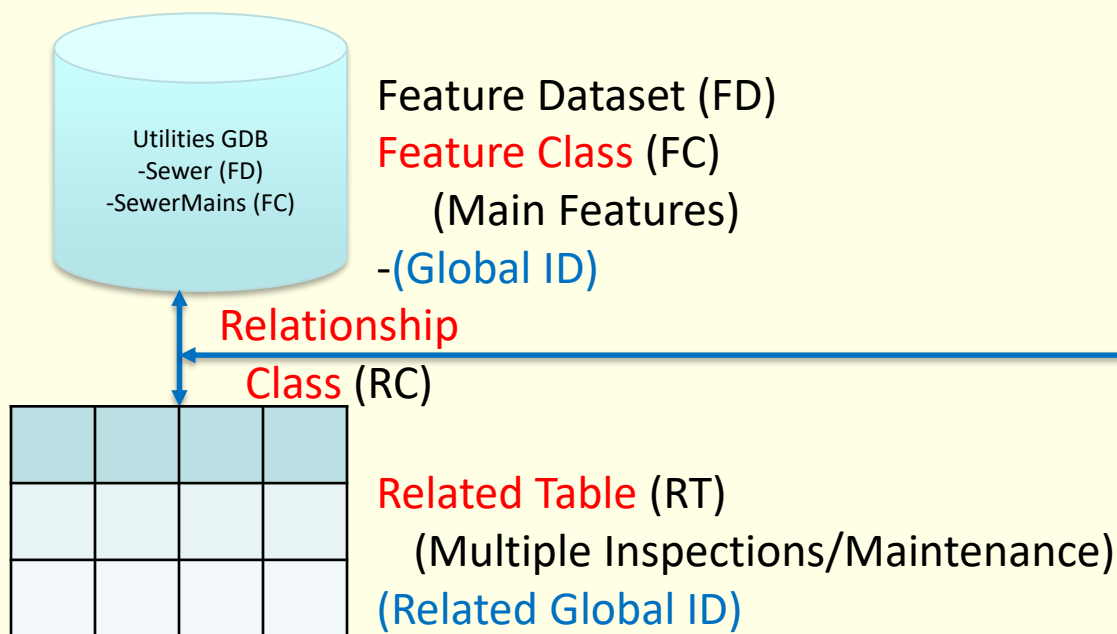 Utilities GDB
-Sewer (FD)
-SewerMains (FC)
Feature Dataset (FD)
Feature Class (FC)
(Main Features)
-(Global ID)
Relationship
Class (RC)
Related Table (RT)
(Multiple Inspections/Maintenance)
(Related Global ID)